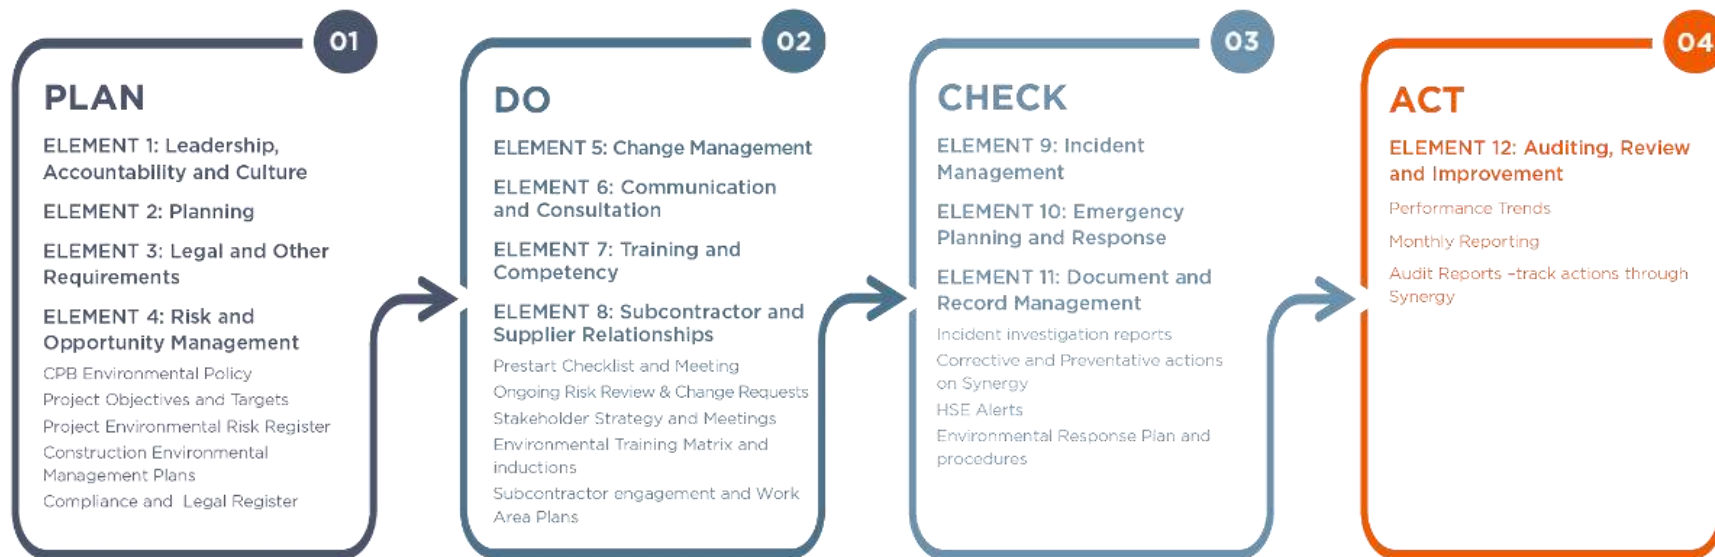 01
PLAN
ELEMENT 1: Leadership,
Accountability and Culture
ELEMENT 2: Planning
ELEMENT 3: Legal and Other
Requirements
ELEMENT 4: Risk and
Opportunity Management
CPB Environmental Policy
Project Objectives and Targets
Project Environmental Risk Register
Construction Environmental
Management Plans
Compliance and Legal Register
02
DO
ELEMENT 5: Change Management
ELEMENT 6: Communication
and Consultation
ELEMENT 7: Training and
Competency
ELEMENT 8: Subcontractor and
Supplier Relationships
Prestart Checklist and Meeting
Ongoing Risk Review & Change Requests
Stakeholder Strategy and Meetings
Environmental Training Matrix and
inductions
Subcontractor engagement and Work
Area Plans
03
CHECK
ELEMENT 9: Incident
Management
ELEMENT 10: Emergency
Planning and Response
ELEMENT 11: Document and
Record Management
Incident investigation reports
Corrective and Preventative actions
on Synergy
HSE Alerts
Environmental Response Plan and
procedures
04
ACT
ELEMENT 12: Auditing, Review
and Improvement
Performance Trends
Monthly Reporting
Audit Reports –track actions through
Synergy